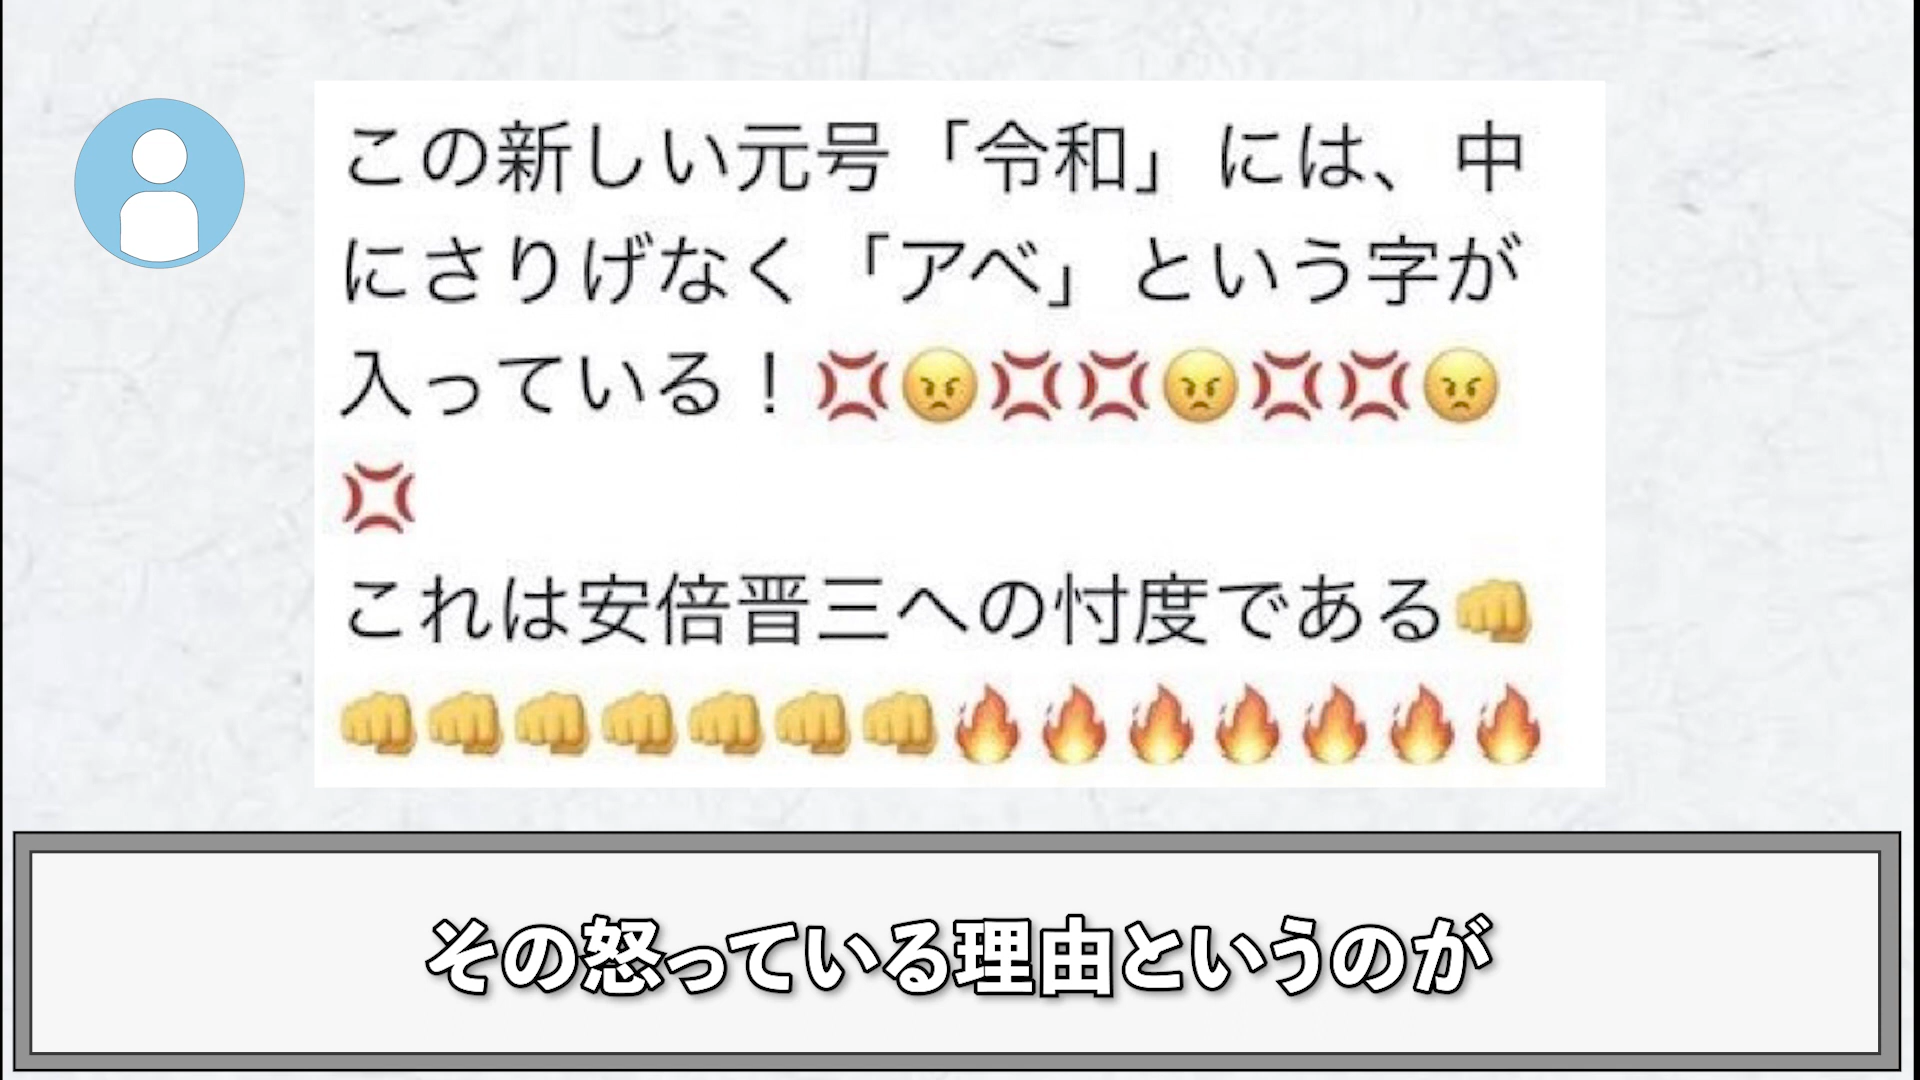 この新しい元号「令和」には、中
にさりげなく「アベ」という字が
入っている！💢😠💢💢😠💢💢😠
💢
これは安倍晋三への忖度である👊
👊👊👊👊👊👊👊🔥🔥🔥🔥🔥🔥🔥
その怒っている理由というのが